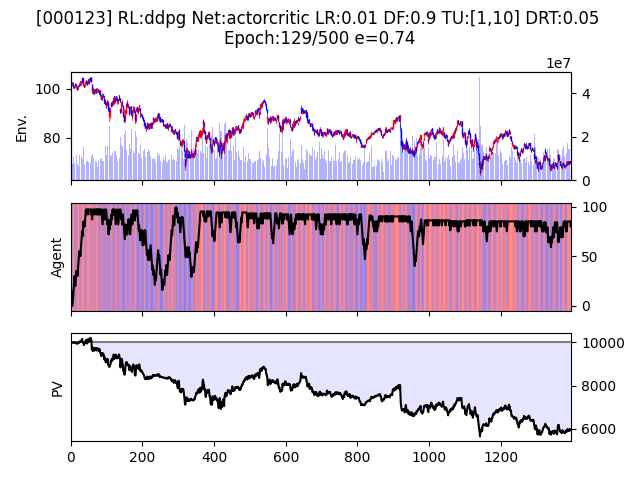 [000123] RL:ddpg Net:actorcritic LR:0.01 DF:0.9 TU:[1,10] DRT:0.05
Epoch:129/500 e=0.74
1e7
Env.
100
80
4
2
0
Agent
100
50
0
PV
10000
8000
6000
0 200 400 600 800 1000 1200